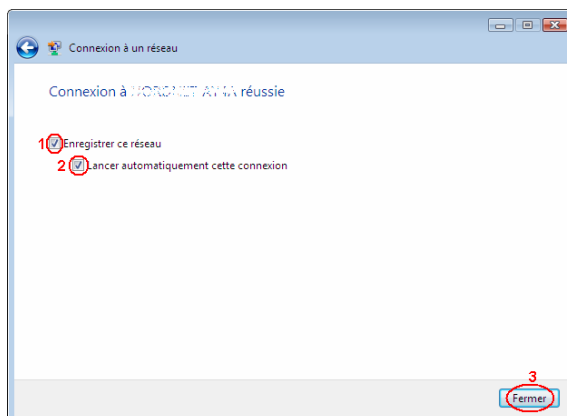 Connexion à un réseau
Connexion à réussie
1 Enregistrer ce réseau
2 Lancer automatiquement cette connexion
3
Fermer